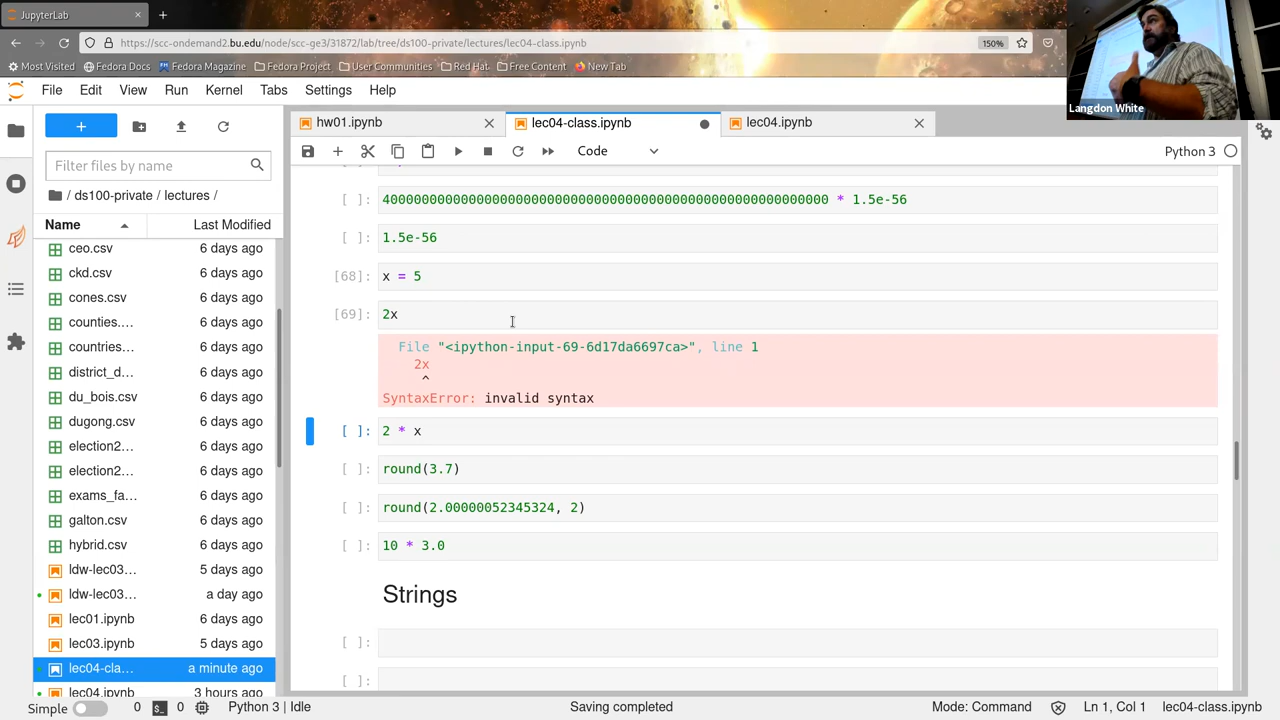 JupyterLab
https://scc-ondemand2.bu.edu/node/scc-ge3/31872/lab/tree/ds100-private/lectures/lec04-class.ipynb
150%
Most Visited
Fedora Docs
Fedora Magazine
Fedora Project
User Communities
Red Hat
Free Content
New Tab
Langdon White
File
Edit
View
Run
Kernel
Tabs
Settings
Help
hw01.ipynb
lec04-class.ipynb
lec04.ipynb
Filter files by name
/ ds100-private / lectures /
Name
Last Modified
ceo.csv 6 days ago
ckd.csv 6 days ago
cones.csv 6 days ago
counties.… 6 days ago
countries… 6 days ago
district_d… 6 days ago
du_bois.csv 6 days ago
dugong.csv 6 days ago
election2… 6 days ago
election2… 6 days ago
exams_fa… 6 days ago
galton.csv 6 days ago
hybrid.csv 6 days ago
ldw-lec03… 5 days ago
ldw-lec03… a day ago
lec01.ipynb 6 days ago
lec03.ipynb 5 days ago
lec04-cla… a minute ago
lec04.ipynb 3 hours ago
Code
Python 3
[ ]: * 1.5e-56
[ ]: 1.5e-56
[68]: x = 5
[69]: 2x
File "<ipython-input-69-6d17da6697ca>", line 1
2x
^
SyntaxError: invalid syntax
[ ]: 2 * x
[ ]: round(3.7)
[ ]: round(2.00000052345324, 2)
[ ]: 10 * 3.0
Strings
[ ]:
[ ]:
Simple
0
$_
0
Python 3 | Idle
Saving completed
Mode: Command
Ln 1, Col 1
lec04-class.ipynb